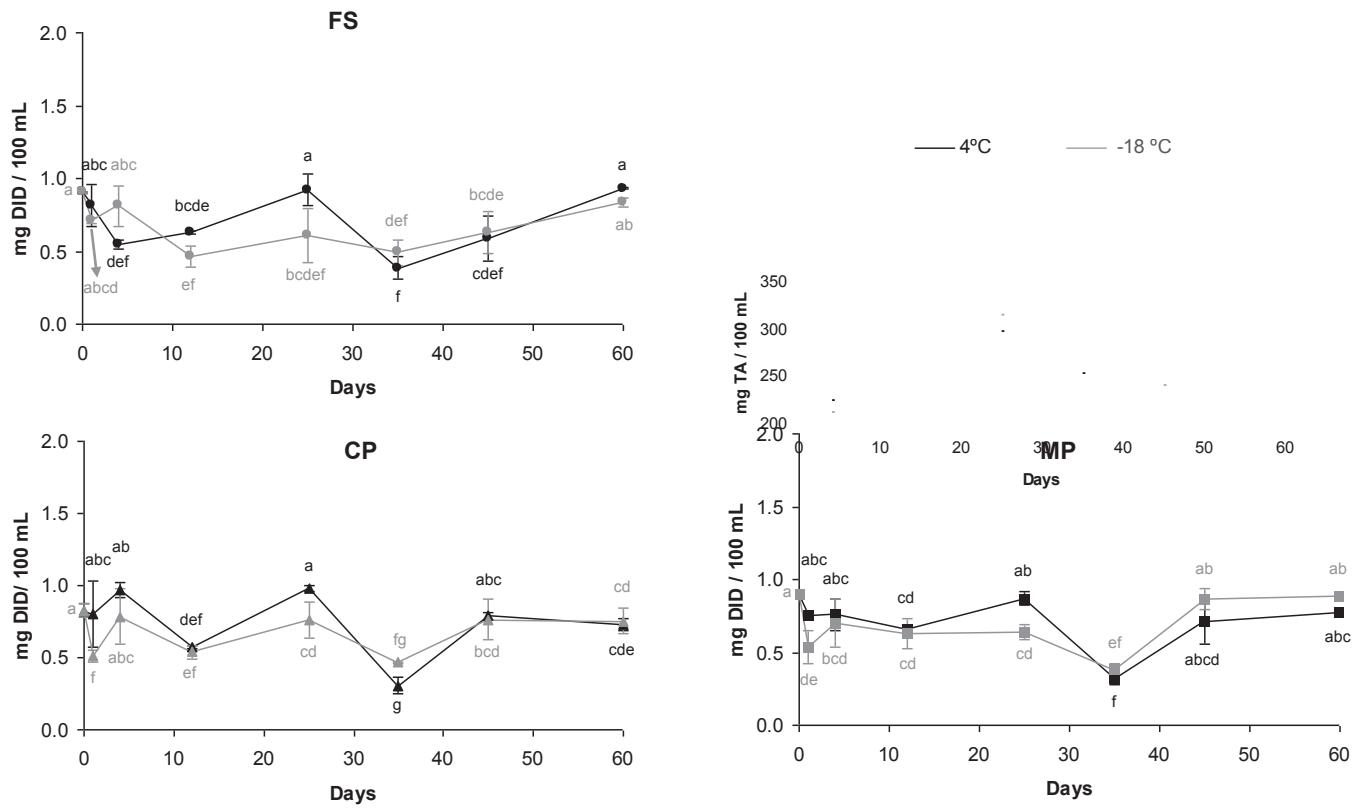 FS
2.0
1.5
1.0
0.5
0.0
mg DID / 100 mL
a
abc
abc
abcd
def
bcde
ef
a
bcdef
def
f
bcde
cdef
a
ab
0 10 20 30 40 50 60
Days
4ºC
-18 ºC
350
300
250
200
mg TA / 100 mL
0 10 20 30 40 50 60
Days
CP
2.0
1.5
1.0
0.5
0.0
mg DID/ 100 mL
a
abc
f
ab
abc
def
ef
a
cd
fg
g
abc
bcd
cd
cde
0 10 20 30 40 50 60
Days
MP
2.0
1.5
1.0
0.5
0.0
mg DID / 100 mL
a
abc
de
abc
bcd
cd
cd
ab
cd
ef
f
ab
abcd
ab
abc
0 10 20 30 40 50 60
Days